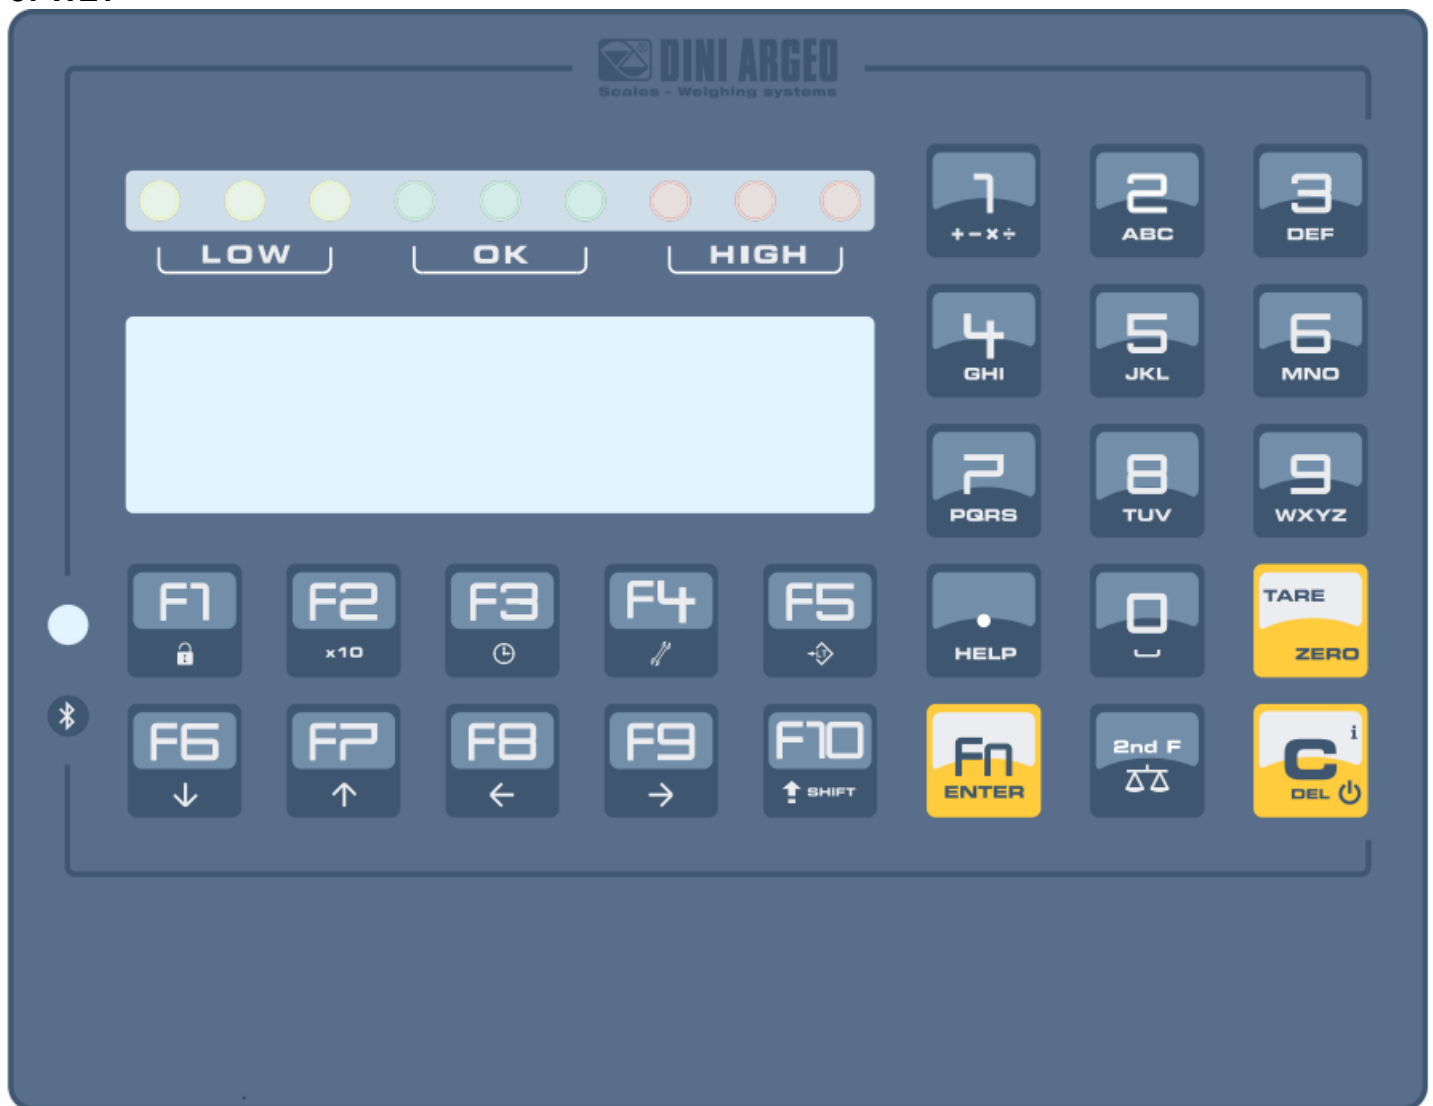 DINI ARGEO
Scales - Weighing systems
LOW OK HIGH
1 2 3
+-×÷ ABC DEF
4 5 6
GHI JKL MNO
7 8 9
PQRS TUV WXYZ
F1 F2 F3 F4 F5 . 0 TARE
x10 HELP ZERO
F6 F7 F8 F9 F10 Fn 2nd F C i
↓ ↑ ← → SHIFT ENTER DEL